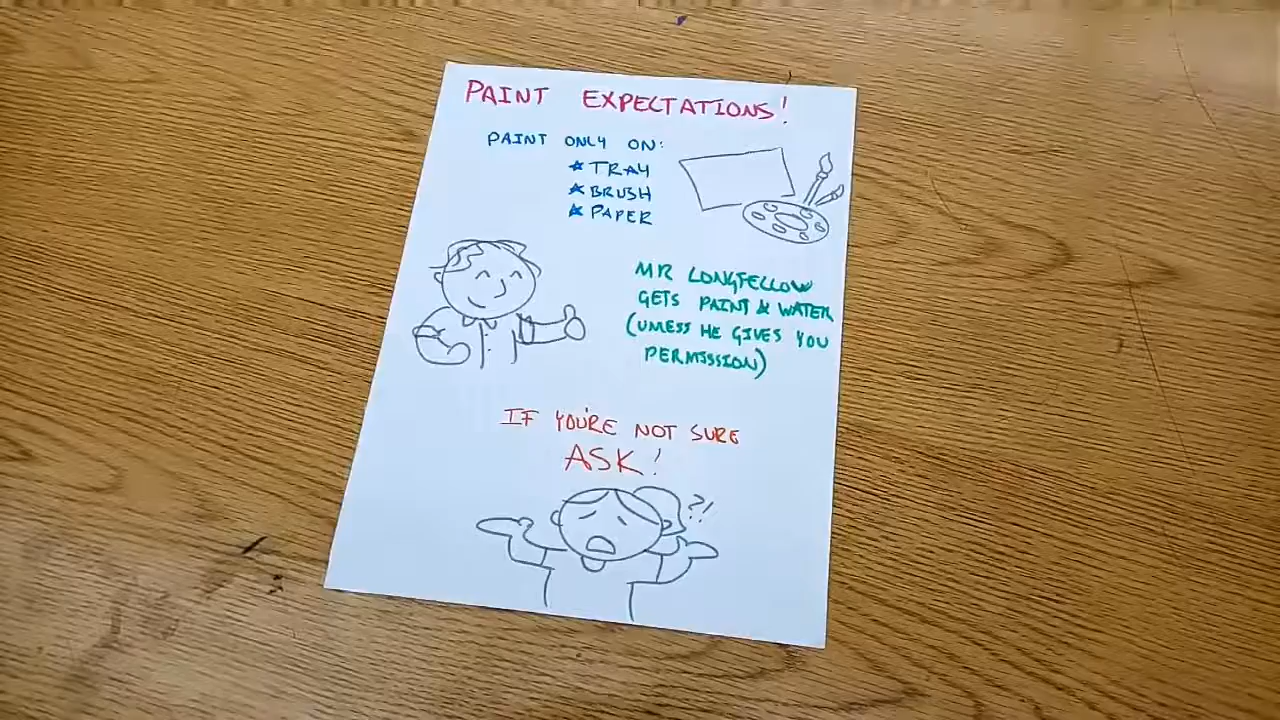 PAINT EXPECTATIONS!
PAINT ONLY ON:
* TRAY
* BRUSH
* PAPER
MR LONGFELLOW
GETS PAINT & WATER
(UNLESS HE GIVES YOU
PERMISSION)
IF YOU'RE NOT SURE
ASK!
?!